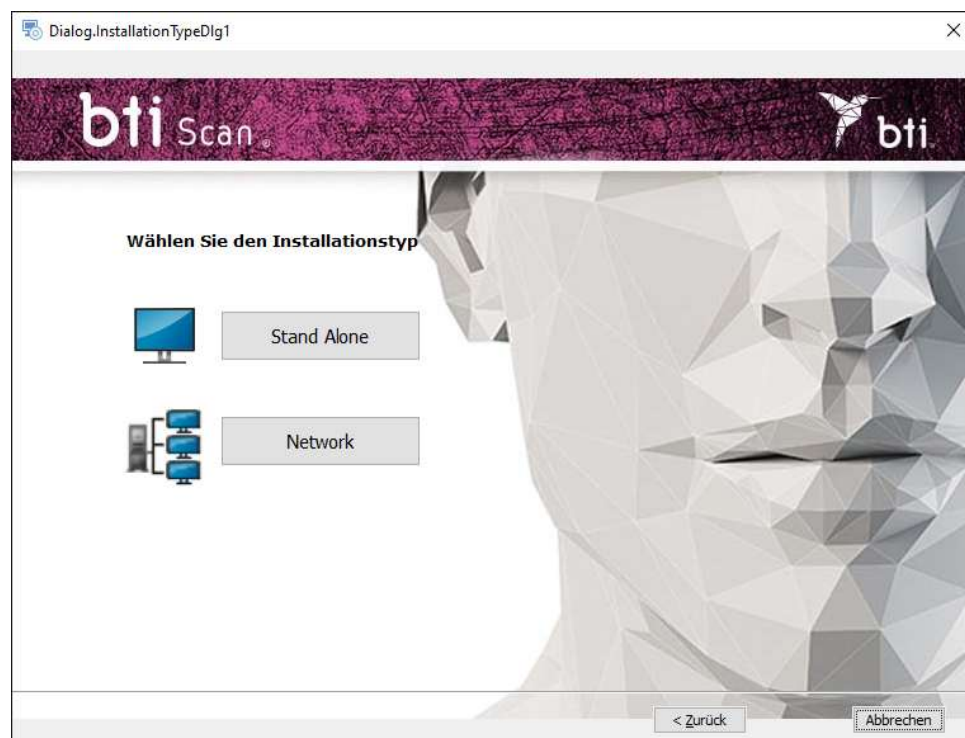 Dialog.InstallationTypeDlg1
bti Scan®
bti
Wählen Sie den Installationstyp
Stand Alone
Network
< Zurück
Abbrechen